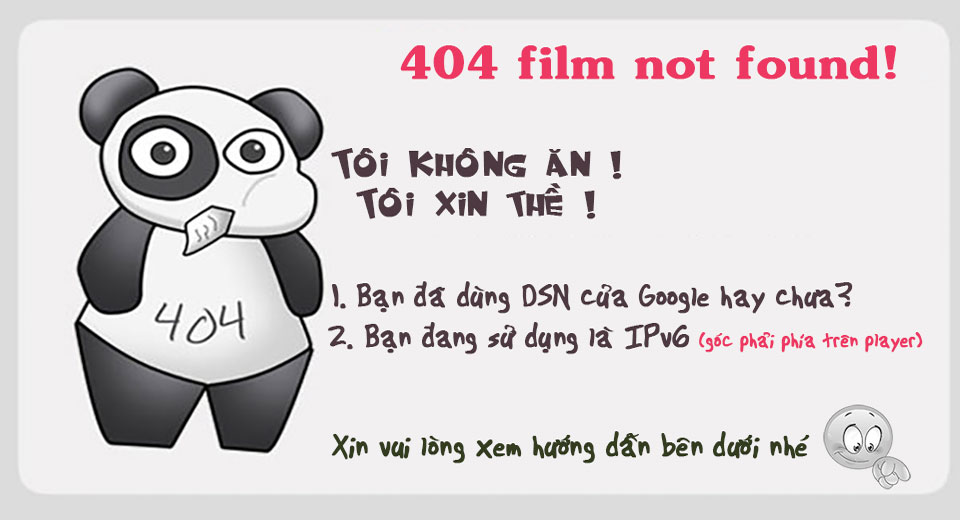 404 film not found!
TÔI KHÔNG ĂN !
TÔI XIN THỀ !
1. Bạn đã dùng DSN của Google hay chưa?
2. Bạn đang sử dụng là IPv6 (góc phải phía trên player)
404
Xin vui lòng xem hướng dẫn bên dưới nhé